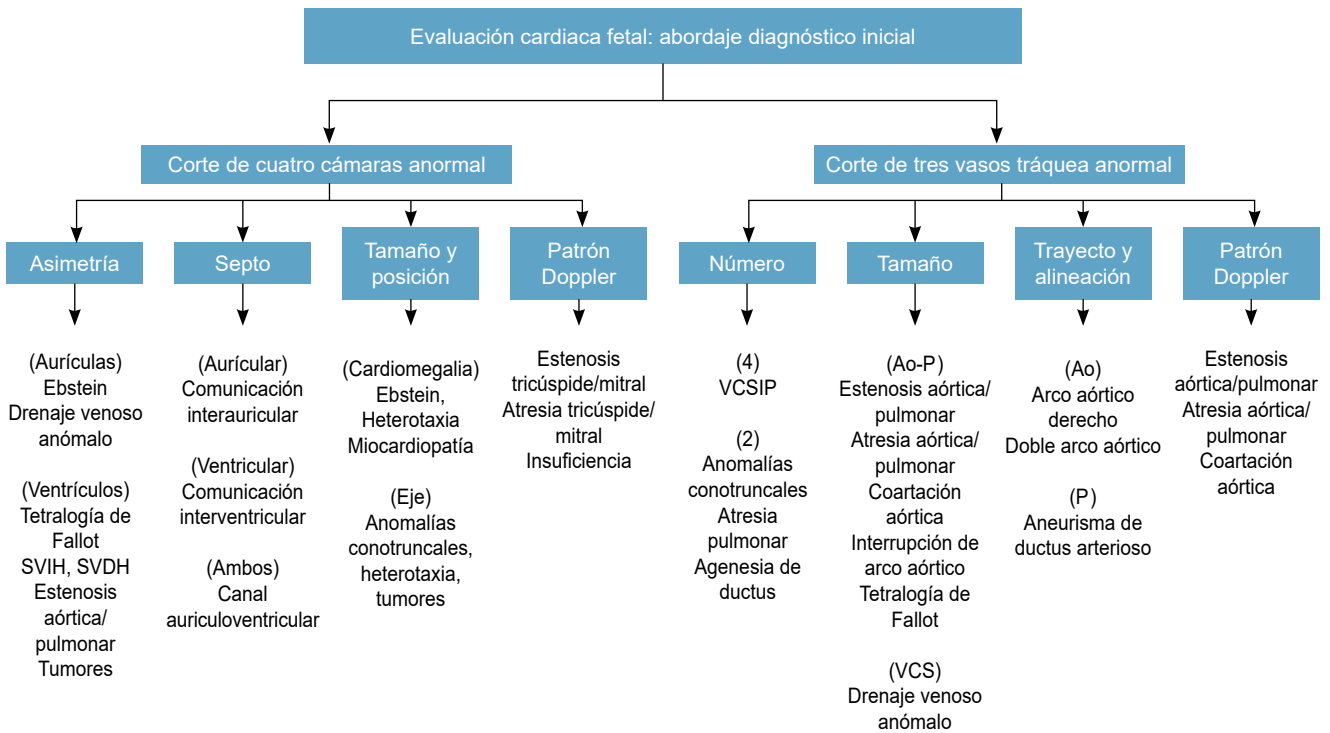 Evaluación cardiaca fetal: abordaje diagnóstico inicial
Corte de cuatro cámaras anormal
Corte de tres vasos tráquea anormal
Asimetría
Septo
Tamaño y
posición
Patrón
Doppler
Número
Tamaño
Trayecto y
alineación
Patrón
Doppler
(Aurículas)
Ebstein
Drenaje venoso
anómalo
(Ventrículos)
Tetralogía de
Fallot
SVIH, SVDH
Estenosis
aórtica/
pulmonar
Tumores
(Aurícular)
Comunicación
interauricular
(Ventricular)
Comunicación
interventricular
(Ambos)
Canal
auriculoventricular
(Cardiomegalia)
Ebstein,
Heterotaxia
Miocardiopatía
(Eje)
Anomalías
conotruncales,
heterotaxia,
tumores
Estenosis
tricúspide/mitral
Atresia tricúspide/
mitral
Insuficiencia
(4)
VCSIP
(2)
Anomalías
conotruncales
Atresia
pulmonar
Agenesia de
ductus
(Ao-P)
Estenosis aórtica/
pulmonar
Atresia aórtica/
pulmonar
Coartación
aórtica
Interrupción de
arco aórtico
Tetralogía de
Fallot
(VCS)
Drenaje venoso
anómalo
(Ao)
Arco aórtico
derecho
Doble arco aórtico
(P)
Aneurisma de
ductus arterioso
Estenosis
aórtica/pulmonar
Atresia aórtica/
pulmonar
Coartación
aórtica